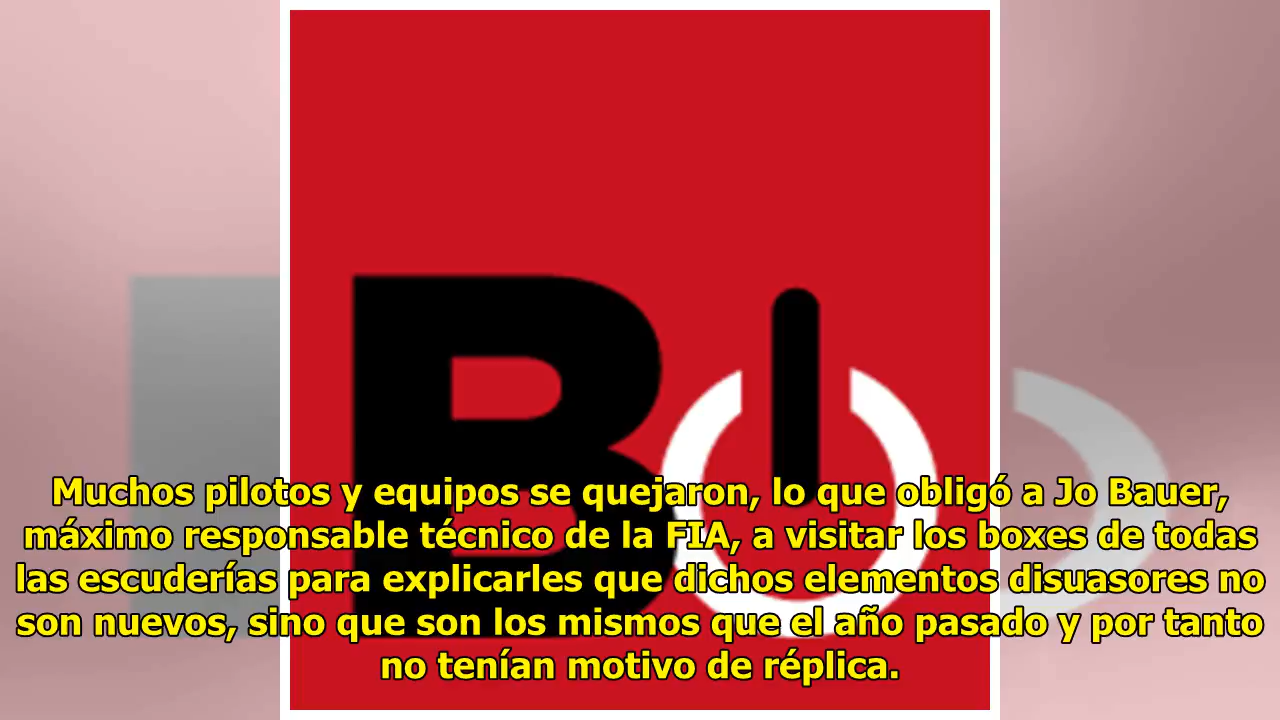 B
Muchos pilotos y equipos se quejaron, lo que obligó a Jo Bauer,
máximo responsable técnico de la FIA, a visitar los boxes de todas
las escuderías para explicarles que dichos elementos disuasores no
son nuevos, sino que son los mismos que el año pasado y por tanto
no tenían motivo de réplica.